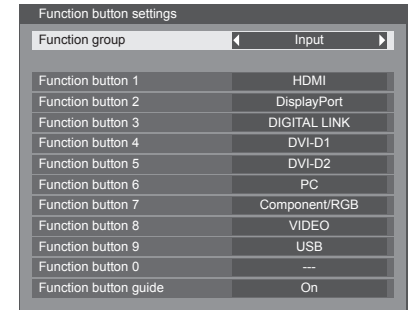 Function button settings
Function group Input
Function button 1 HDMI
Function button 2 DisplayPort
Function button 3 DIGITAL LINK
Function button 4 DVI-D1
Function button 5 DVI-D2
Function button 6 PC
Function button 7 Component/RGB
Function button 8 VIDEO
Function button 9 USB
Function button 0 ---
Function button guide On